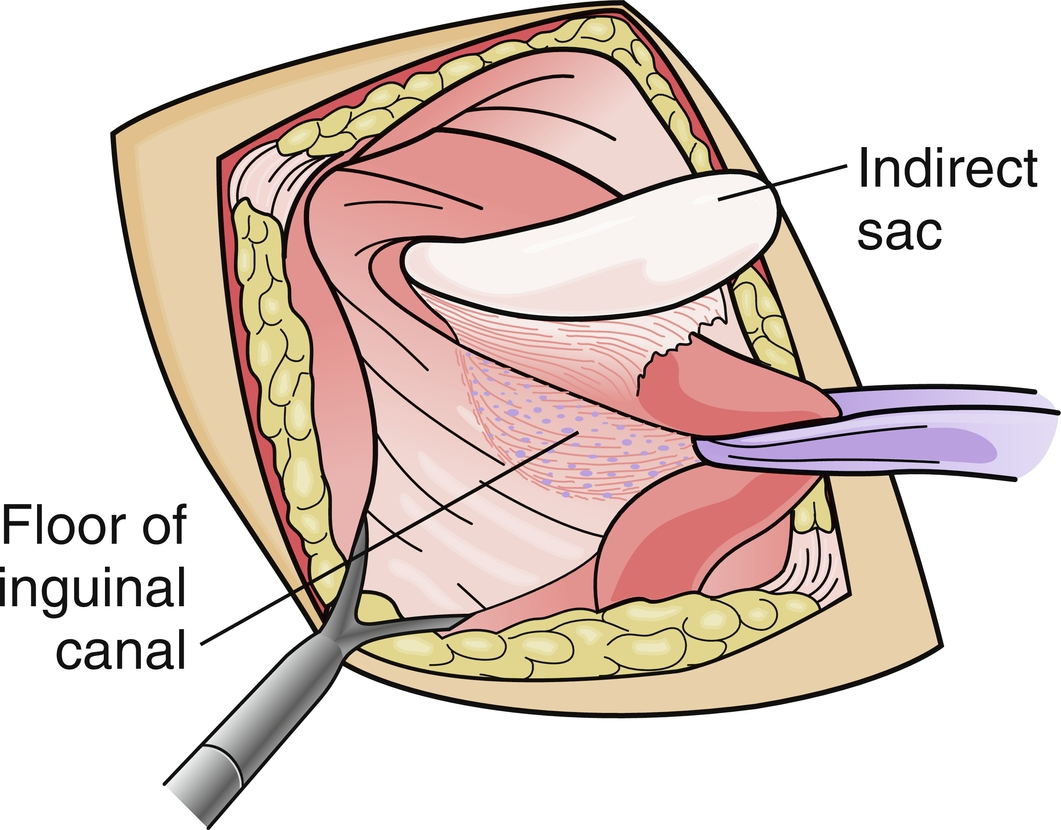 Indirect
sac
Floor of
inguinal
canal